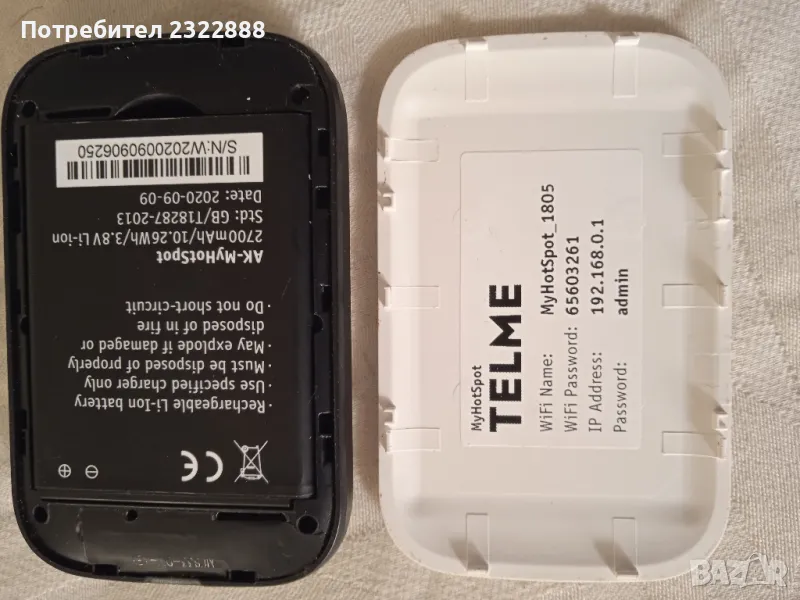 Потребител 2322888
S/N:W2020090906250
Date: 2020-09-09
Std: GB/T18287-2013
2700mAh/10.26Wh/3.8V Li-ion
AK-MyHotSpot
· Rechargeable Li-Ion battery
· Use specified charger only
· Must be disposed of properly
· May explode if damaged or
disposed of in fire
· Do not short-circuit
CE
MyHotSpot
TELME
WiFi Name: MyHotSpot_1805
WiFi Password: 65603261
IP Address: 192.168.0.1
Password: admin
BAZAR